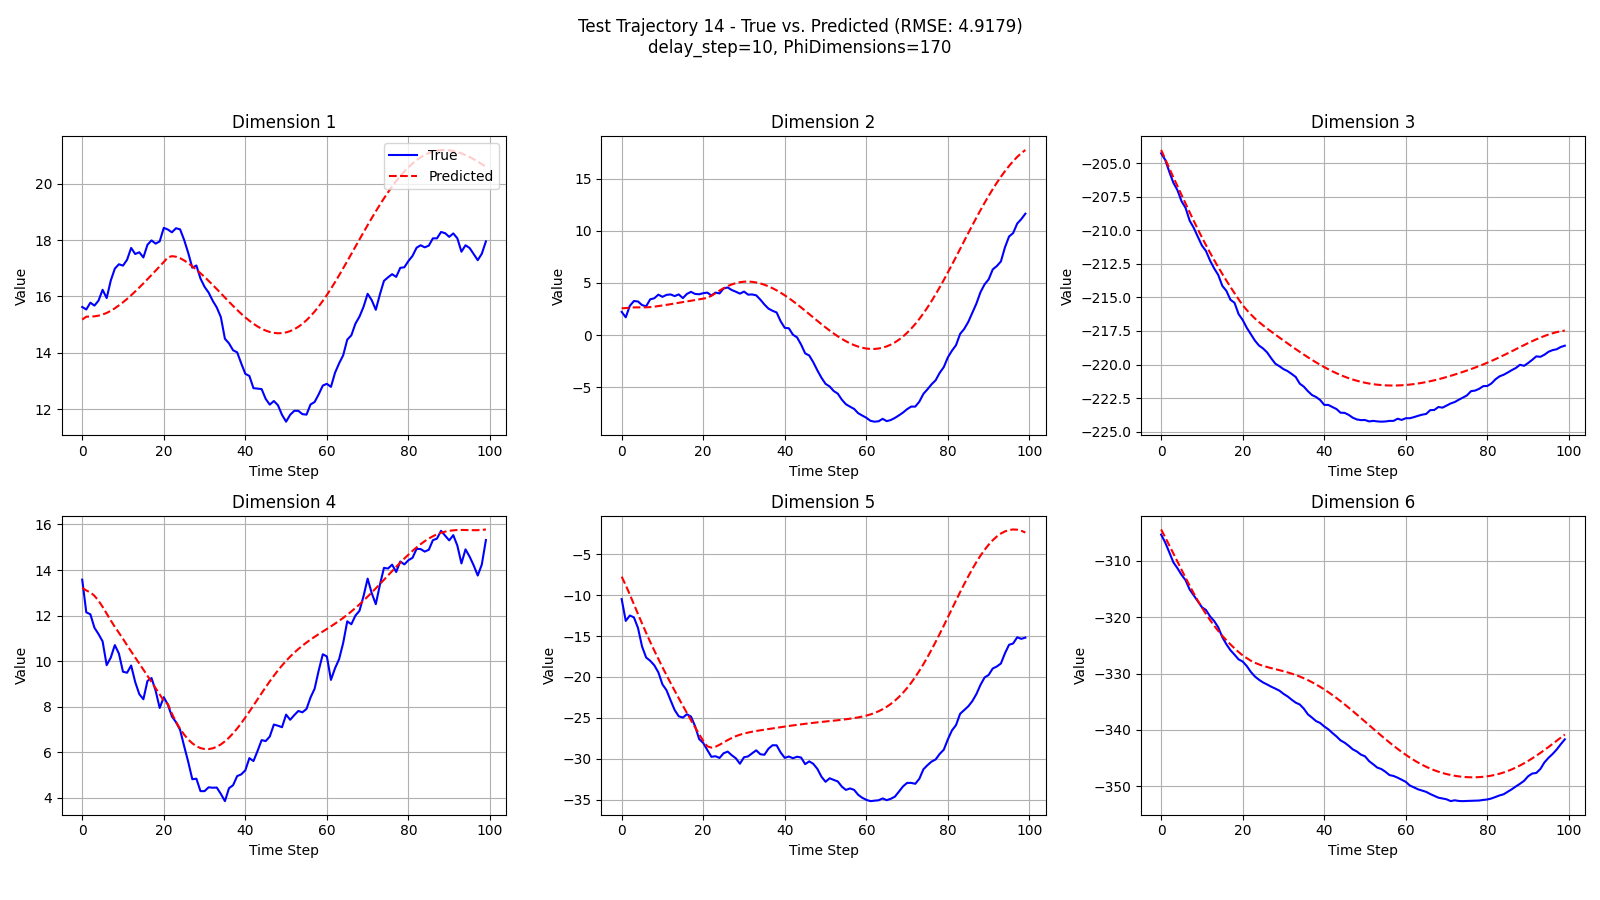 Test Trajectory 14 - True vs. Predicted (RMSE: 4.9179)
delay_step=10, PhiDimensions=170
Dimension 1
Value
20
18
16
14
12
0 20 40 60 80 100
Time Step
True
Predicted
Dimension 2
Value
15
10
5
0
−5
0 20 40 60 80 100
Time Step
Dimension 3
Value
−205.0
−207.5
−210.0
−212.5
−215.0
−217.5
−220.0
−222.5
−225.0
0 20 40 60 80 100
Time Step
Dimension 4
Value
16
14
12
10
8
6
4
0 20 40 60 80 100
Time Step
Dimension 5
Value
−5
−10
−15
−20
−25
−30
−35
0 20 40 60 80 100
Time Step
Dimension 6
Value
−310
−320
−330
−340
−350
0 20 40 60 80 100
Time Step